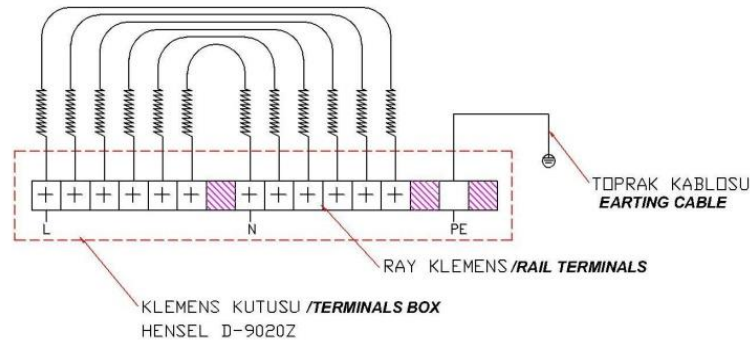 L N PE
TOPRAK KABLOSU
EARTING CABLE
RAY KLEMENS /RAIL TERMINALS
KLEMENS KUTUSU /TERMINALS BOX
HENSEL D-9020Z